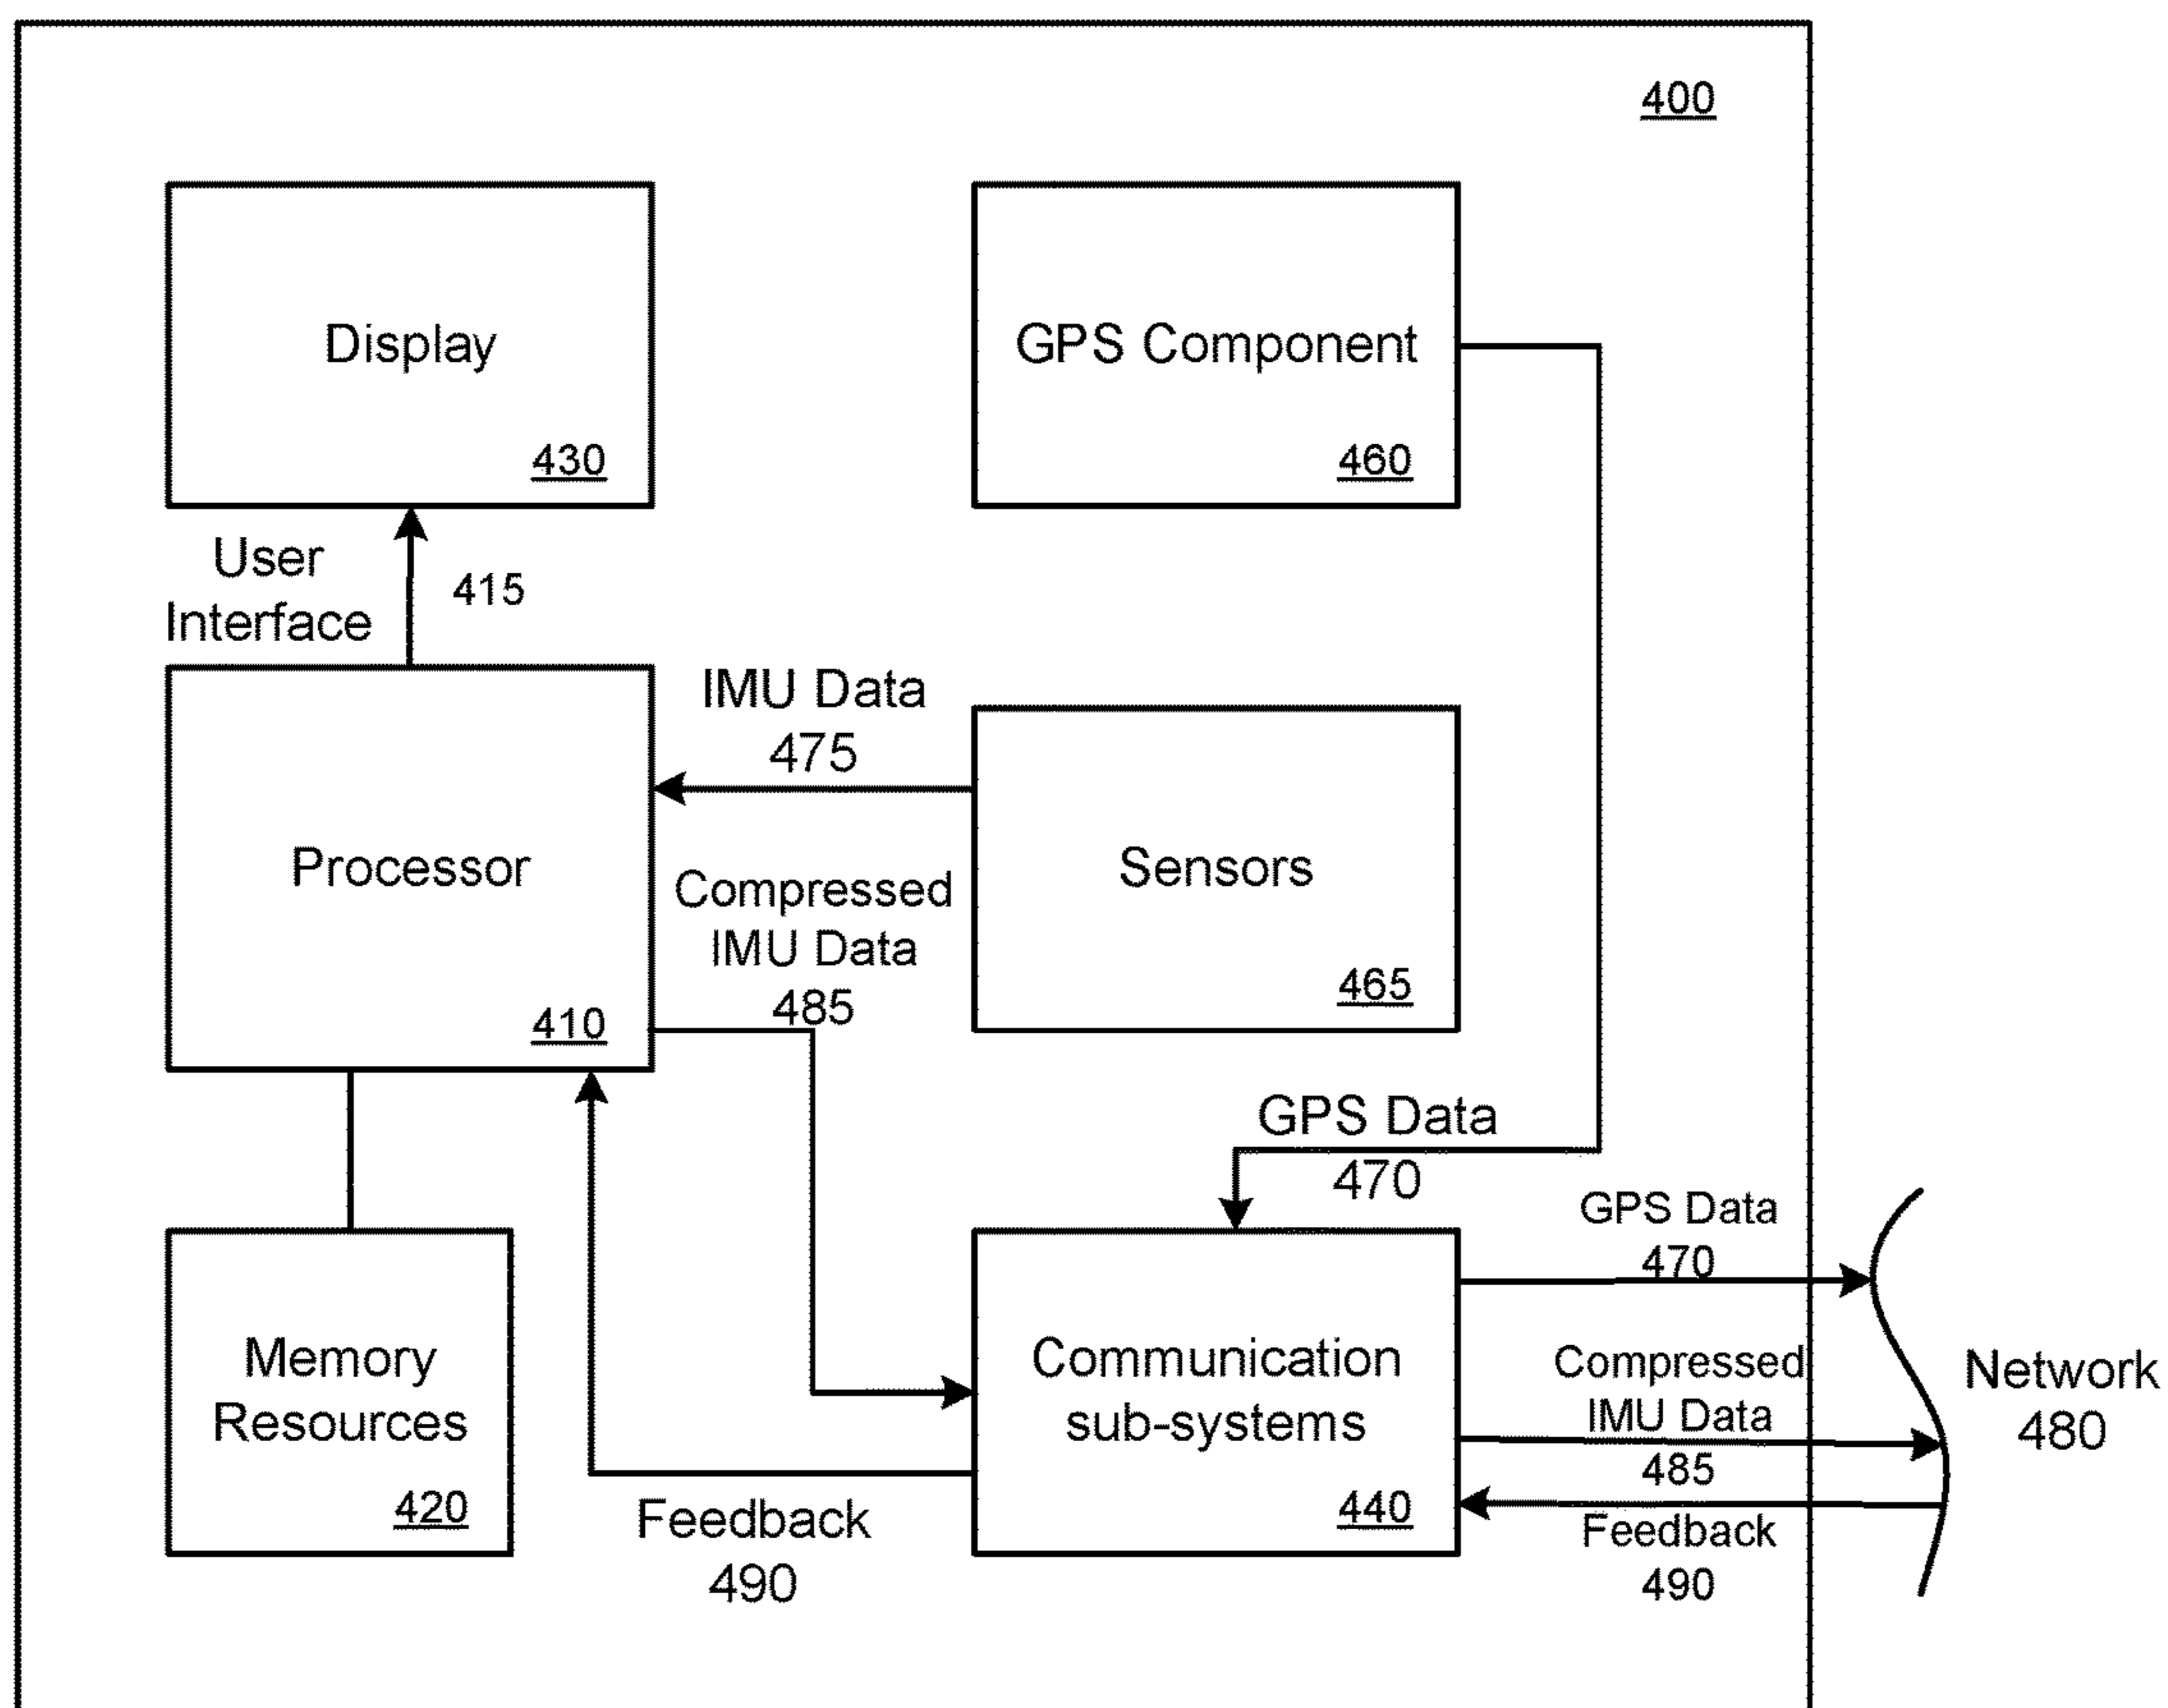 400
Display
430
GPS Component
460
User
Interface
415
IMU Data
475
Processor
410
Compressed
IMU Data
485
Sensors
465
GPS Data
470
Memory
Resources
420
Feedback
490
Communication
sub-systems
440
GPS Data
470
Compressed
IMU Data
485
Feedback
490
Network
480